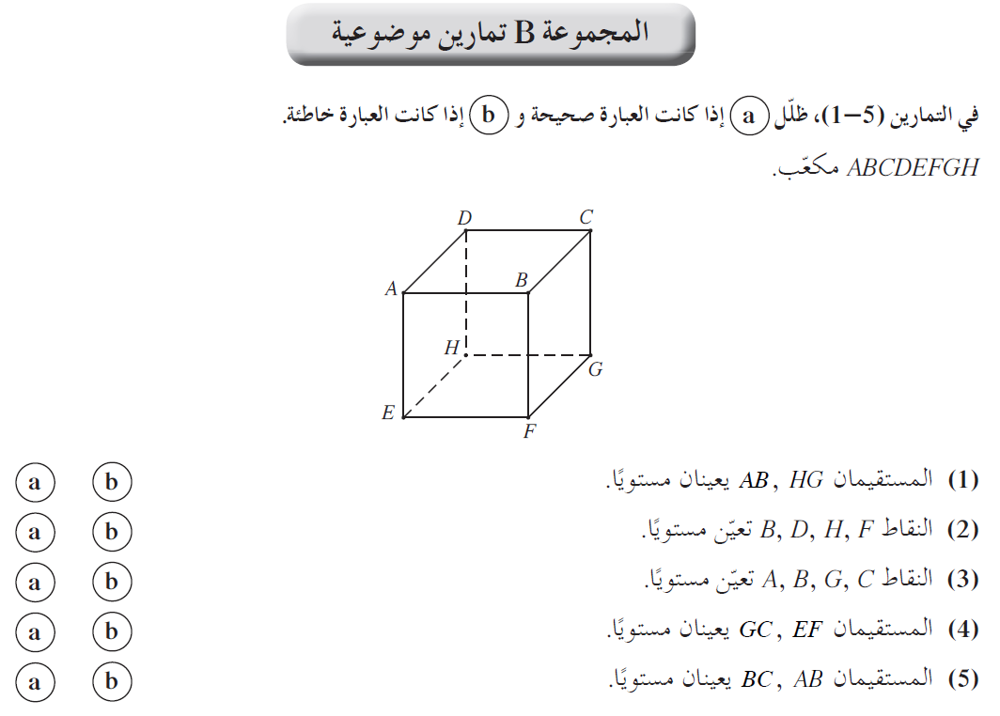 المجموعة B تمارين موضوعية
في التمارين (5–1)، ظلّل a إذا كانت العبارة صحيحة و b إذا كانت العبارة خاطئة.
ABCDEFGH مكعّب.
D C
A B
H G
E F
(1) المستقيمان AB, HG يعينان مستويًا. b a
(2) النقاط B, D, H, F تعيّن مستويًا. b a
(3) النقاط A, B, G, C تعيّن مستويًا. b a
(4) المستقيمان GC, EF يعينان مستويًا. b a
(5) المستقيمان BC, AB يعينان مستويًا. b a